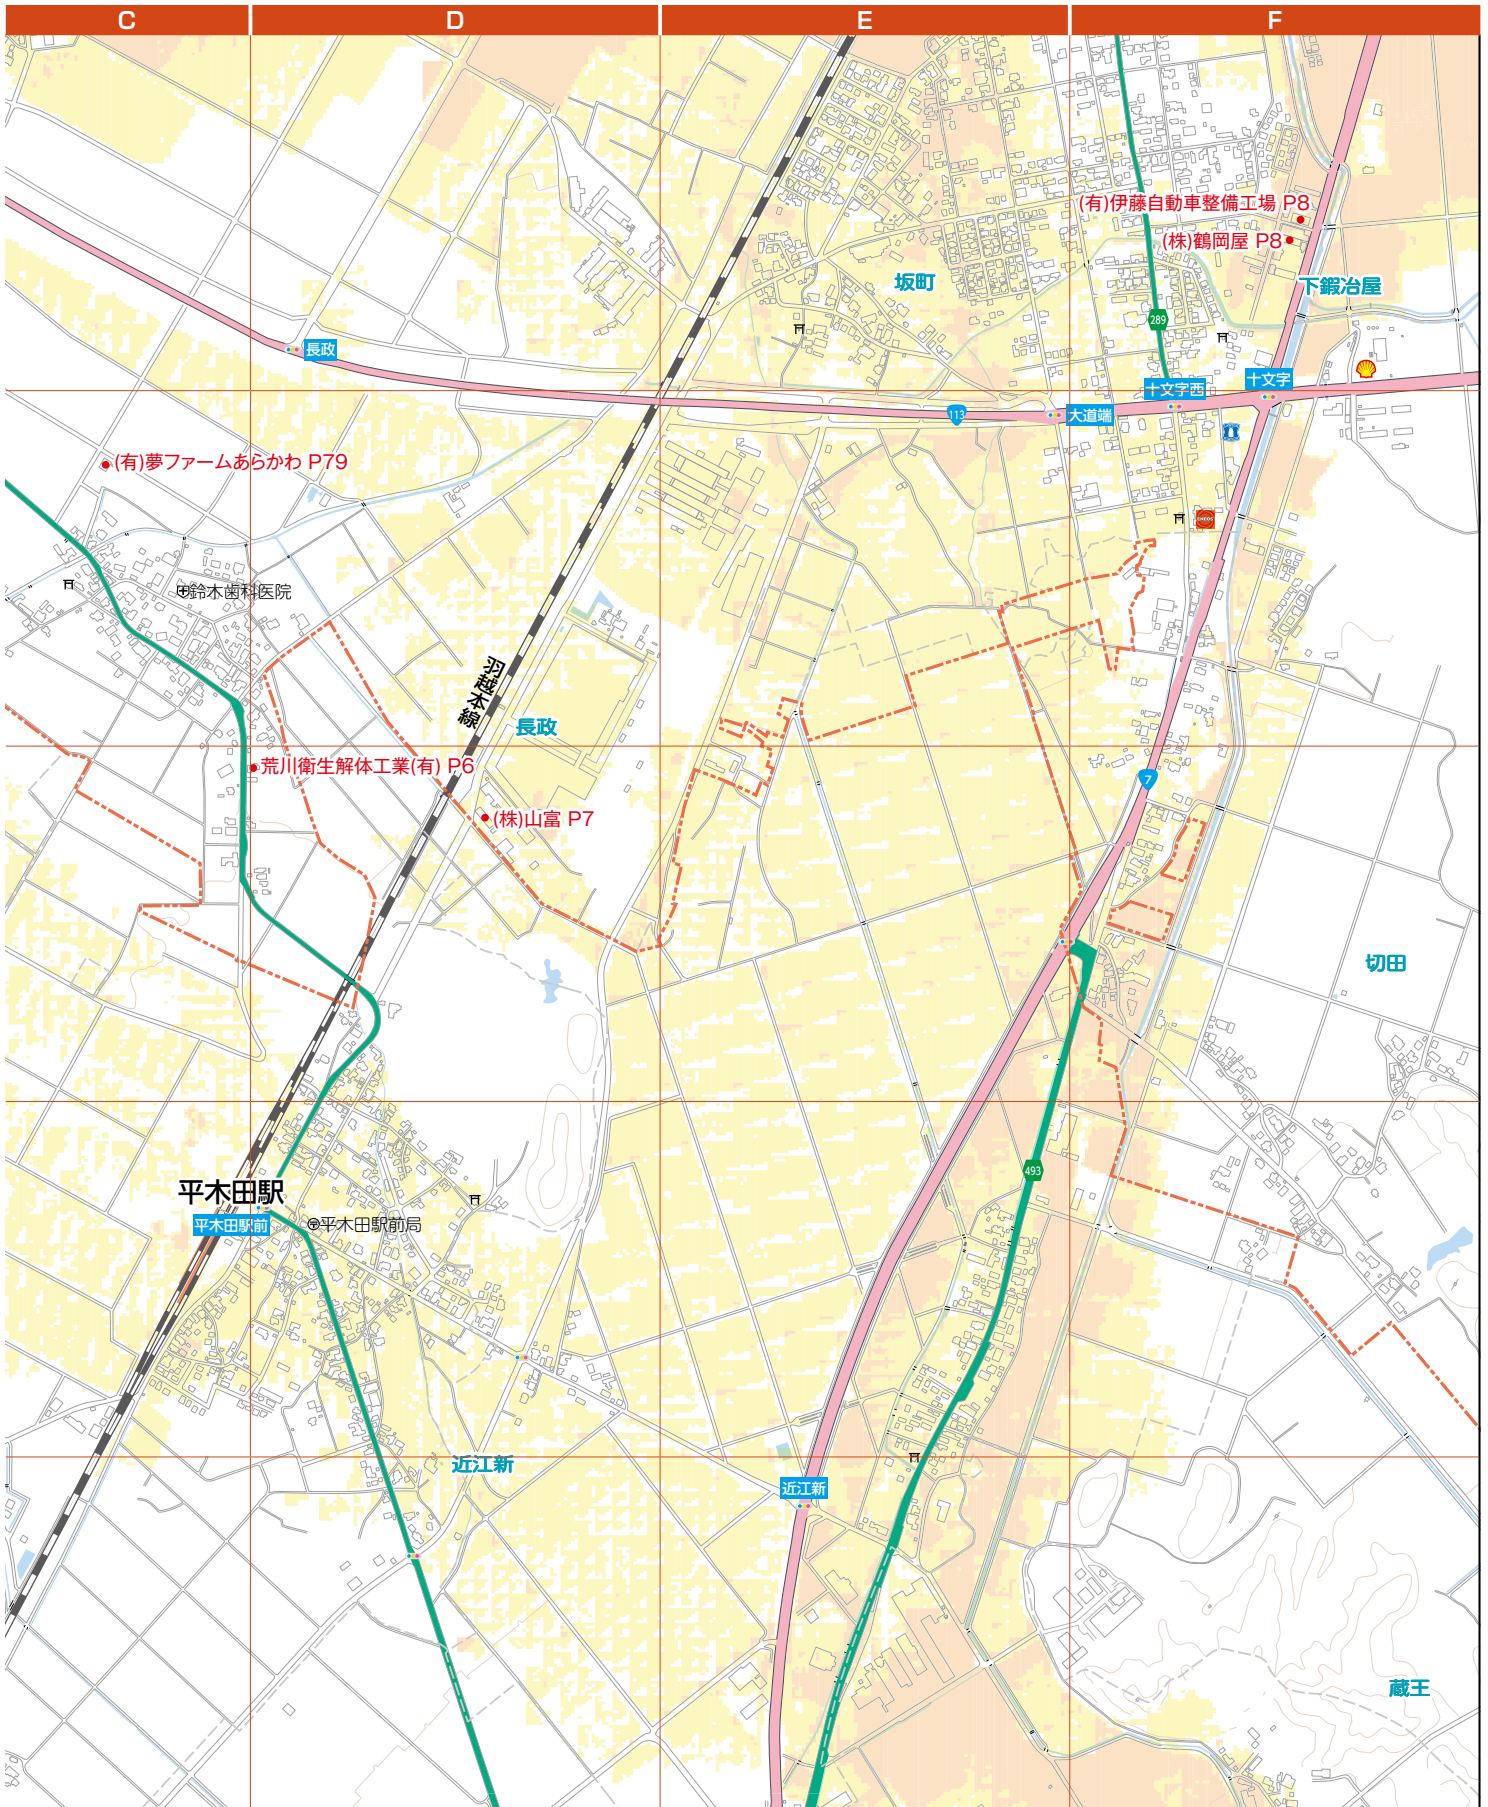 C
D
E
F
(有)伊藤自動車整備工場 P8
(株)鶴岡屋 P8
坂町
下鍛冶屋
289
長政
十文字
十文字西
113
大道端
(有)夢ファームあらかわ P79
ENEOS
鈴木歯科医院
羽越本線
長政
荒川衛生解体工業(有) P6
7
(株)山富 P7
切田
493
平木田駅
平木田駅前
平木田駅前局
近江新
近江新
蔵王